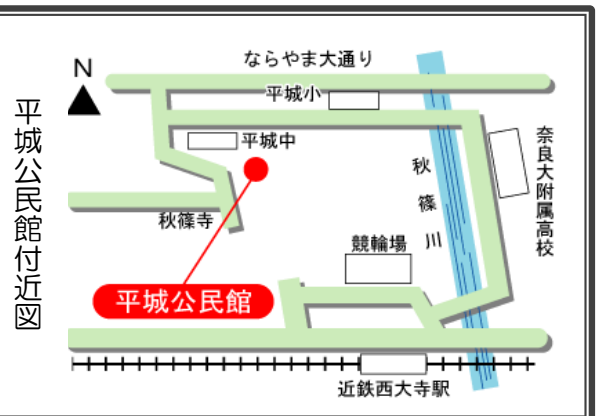 平城公民館付近図
N
ならやま大通り
平城小
平城中
奈良大附属高校
秋篠川
秋篠寺
競輪場
平城公民館
近鉄西大寺駅